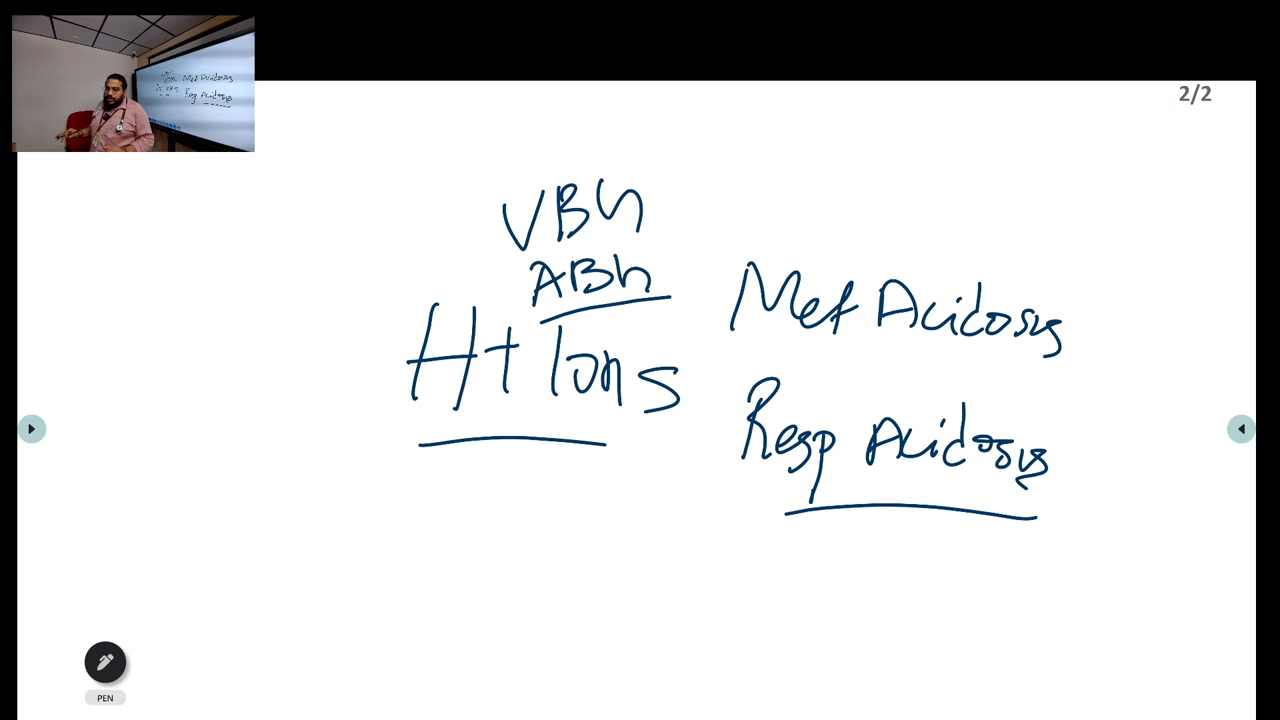 2/2
VBG
ABG
H+ Ions
Met Acidosis
Resp Acidosis
PEN